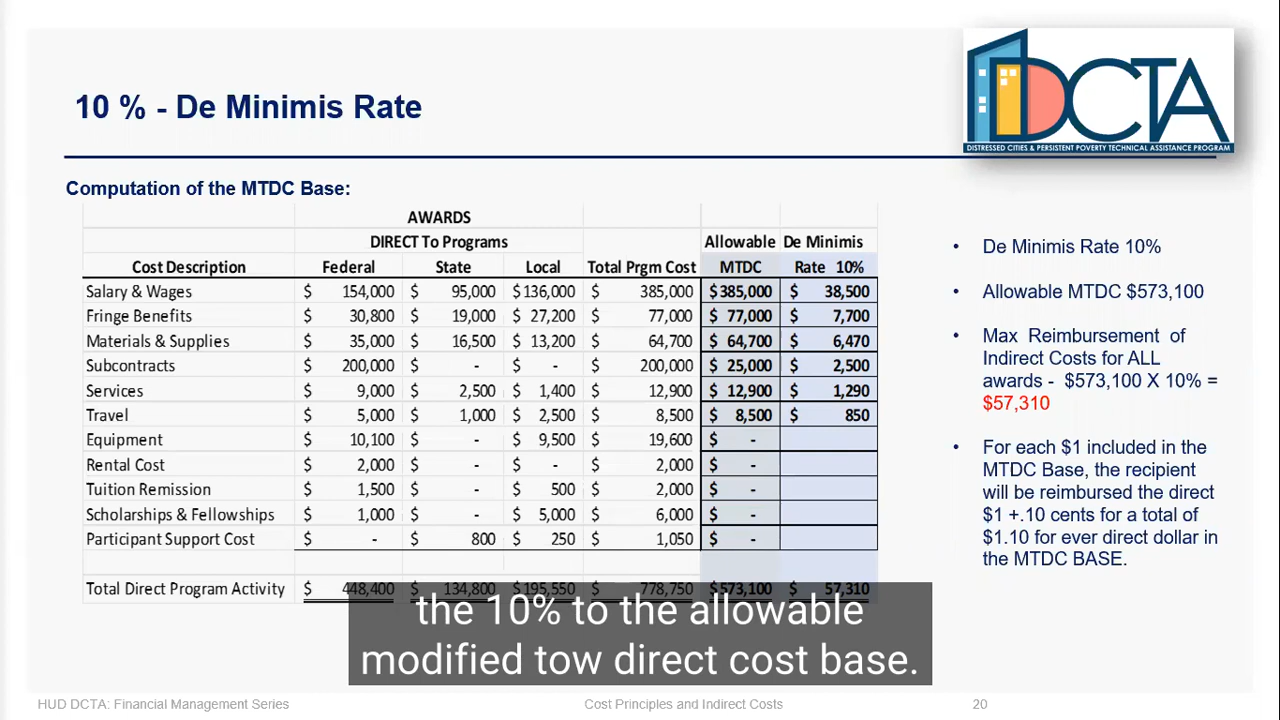 DCTA
DISTRESSED CITIES & PERSISTENT POVERTY TECHNICAL ASSISTANCE PROGRAM
10 % - De Minimis Rate
Computation of the MTDC Base:
AWARDS
DIRECT To Programs Allowable De Minimis
Cost Description Federal State Local Total Prgm Cost MTDC Rate 10%
Salary & Wages $ 154,000 $ 95,000 $136,000 $ 385,000 $385,000 $ 38,500
Fringe Benefits $ 30,800 $ 19,000 $ 27,200 $ 77,000 $ 77,000 $ 7,700
Materials & Supplies $ 35,000 $ 16,500 $ 13,200 $ 64,700 $ 64,700 $ 6,470
Subcontracts $ 200,000 $ - $ - $ 200,000 $ 25,000 $ 2,500
Services $ 9,000 $ 2,500 $ 1,400 $ 12,900 $ 12,900 $ 1,290
Travel $ 5,000 $ 1,000 $ 2,500 $ 8,500 $ 8,500 $ 850
Equipment $ 10,100 $ - $ 9,500 $ 19,600 $ -
Rental Cost $ 2,000 $ - $ - $ 2,000 $ -
Tuition Remission $ 1,500 $ - $ 500 $ 2,000 $ -
Scholarships & Fellowships $ 1,000 $ - $ 5,000 $ 6,000 $ -
Participant Support Cost $ - $ 800 $ 250 $ 1,050 $ -
Total Direct Program Activity $ 448,400 $ 134,800 $195,550 $ 778,750 $573,100 $ 57,310
• De Minimis Rate 10%
• Allowable MTDC $573,100
• Max Reimbursement of
Indirect Costs for ALL
awards - $573,100 X 10% =
$57,310
• For each $1 included in the
MTDC Base, the recipient
will be reimbursed the direct
$1 +.10 cents for a total of
$1.10 for ever direct dollar in
the MTDC BASE.
the 10% to the allowable
modified tow direct cost base.
HUD DCTA: Financial Management Series Cost Principles and Indirect Costs 20